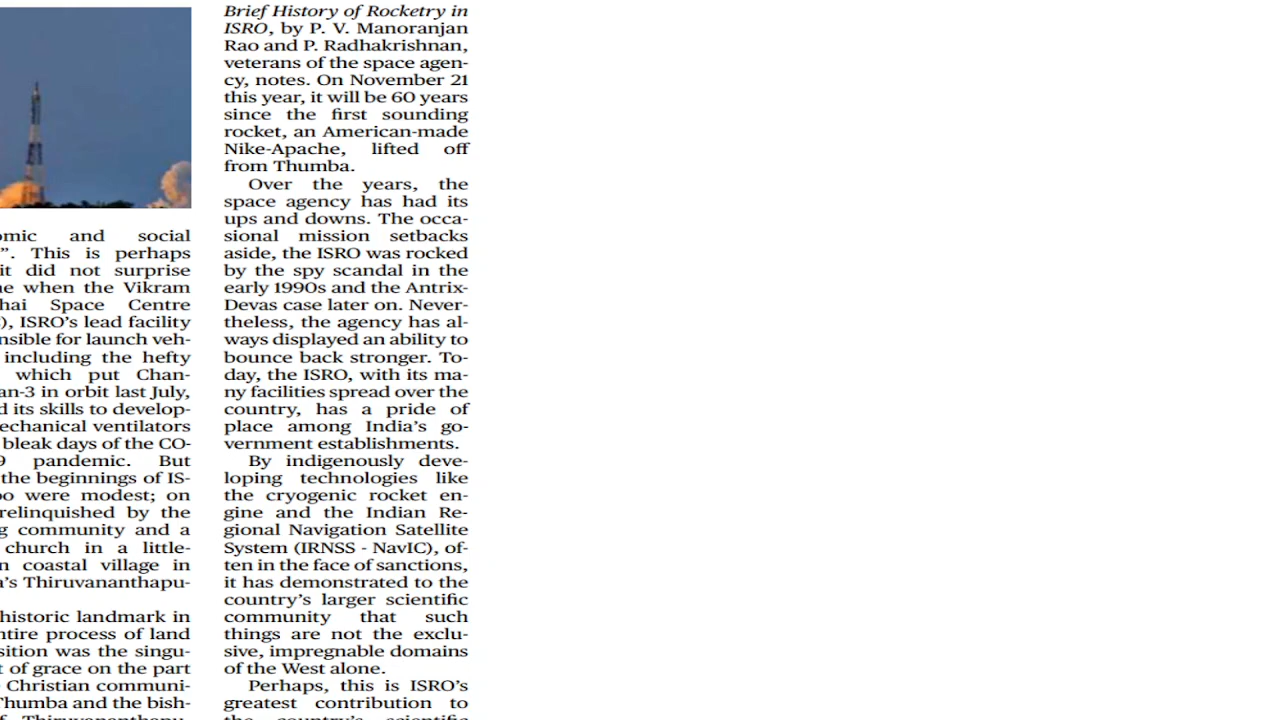 omic and social
”. This is perhaps
it did not surprise
when the Vikram
Space Centre
), ISRO’s lead facility
for launch veh-
including the hefty
which put Chan-
an-3 in orbit last July,
its skills to develop-
mechanical ventilators
bleak days of the CO-
9 pandemic. But
the beginnings of IS-
were modest; on
relinquished by the
community and a
church in a little-
coastal village in
’s Thiruvananthapu-
historic landmark in
entire process of land
was the singu-
of grace on the part
Christian communi-
Thumba and the bish-
Thiruvananthapu-
Brief History of Rocketry in
ISRO, by P. V. Manoranjan
Rao and P. Radhakrishnan,
veterans of the space agen-
cy, notes. On November 21
this year, it will be 60 years
since the first sounding
rocket, an American-made
Nike-Apache, lifted off
from Thumba.
Over the years, the
space agency has had its
ups and downs. The occa-
sional mission setbacks
aside, the ISRO was rocked
by the spy scandal in the
early 1990s and the Antrix-
Devas case later on. Never-
theless, the agency has al-
ways displayed an ability to
bounce back stronger. To-
day, the ISRO, with its ma-
ny facilities spread over the
country, has a pride of
place among India’s go-
vernment establishments.
By indigenously deve-
loping technologies like
the cryogenic rocket en-
gine and the Indian Re-
gional Navigation Satellite
System (IRNSS - NavIC), of-
ten in the face of sanctions,
it has demonstrated to the
country’s larger scientific
community that such
things are not the exclu-
sive, impregnable domains
of the West alone.
Perhaps, this is ISRO’s
greatest contribution to
the country’s scientific